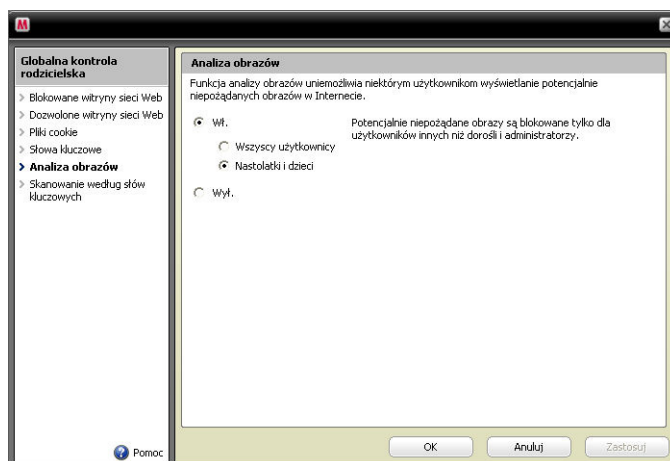 M
Globalna kontrola
rodzicielska
Blokowane witryny sieci Web
Dozwolone witryny sieci Web
Pliki cookie
Słowa kluczowe
Analiza obrazów
Skanowanie według słów
kluczowych
Pomoc
Analiza obrazów
Funkcja analizy obrazów uniemożliwia niektórym użytkownikom wyświetlanie potencjalnie
niepożądanych obrazów w Internecie.
Wł.
Wszyscy użytkownicy
Nastolatki i dzieci
Wył.
Potencjalnie niepożądane obrazy są blokowane tylko dla
użytkowników innych niż dorośli i administratorzy.
OK
Anuluj
Zastosuj